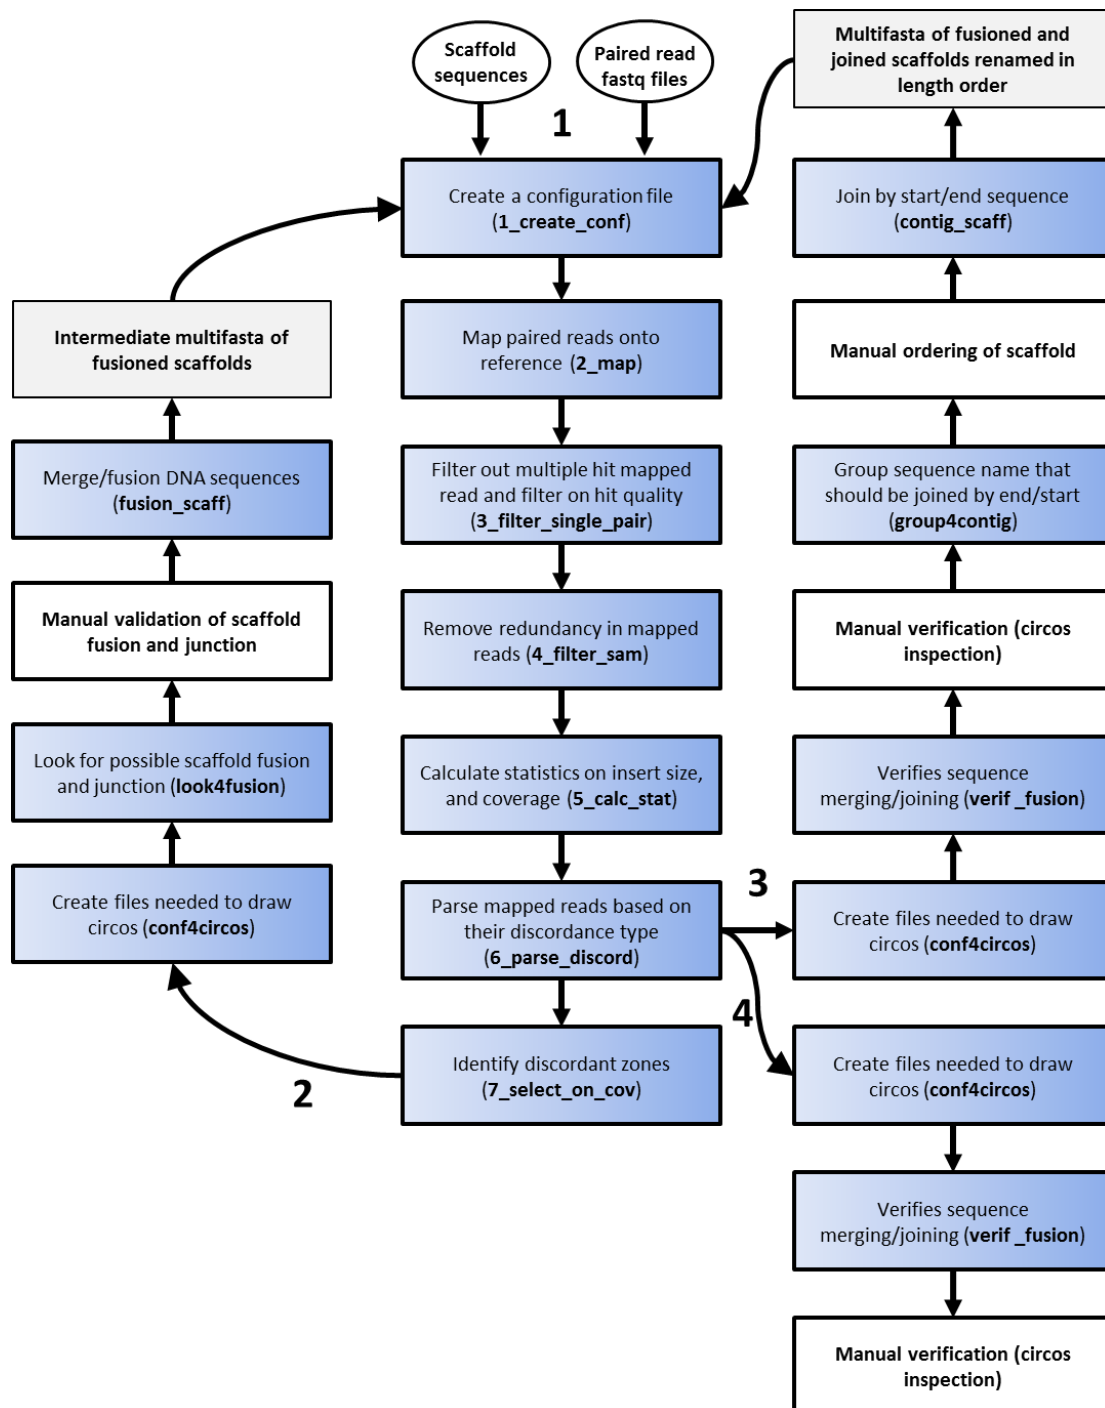 Scaffold
sequences
Paired read
fastq files
1
Create a configuration file
(1_create_conf)
Map paired reads onto
reference (2_map)
Filter out multiple hit mapped
read and filter on hit quality
(3_filter_single_pair)
Remove redundancy in mapped
reads (4_filter_sam)
Calculate statistics on insert size,
and coverage (5_calc_stat)
Parse mapped reads based on
their discordance type
(6_parse_discord)
Identify discordant zones
(7_select_on_cov)
2
Create files needed to draw
circos (conf4circos)
Look for possible scaffold fusion
and junction (look4fusion)
Manual validation of scaffold
fusion and junction
Merge/fusion DNA sequences
(fusion_scaff)
Intermediate multifasta of
fusioned scaffolds
3
Create files needed to draw
circos (conf4circos)
Verifies sequence
merging/joining (verif _fusion)
Manual verification (circos
inspection)
Group sequence name that
should be joined by end/start
(group4contig)
Manual ordering of scaffold
Join by start/end sequence
(contig_scaff)
Multifasta of fusioned and
joined scaffolds renamed in
length order
4
Create files needed to draw
circos (conf4circos)
Verifies sequence
merging/joining (verif _fusion)
Manual verification (circos
inspection)